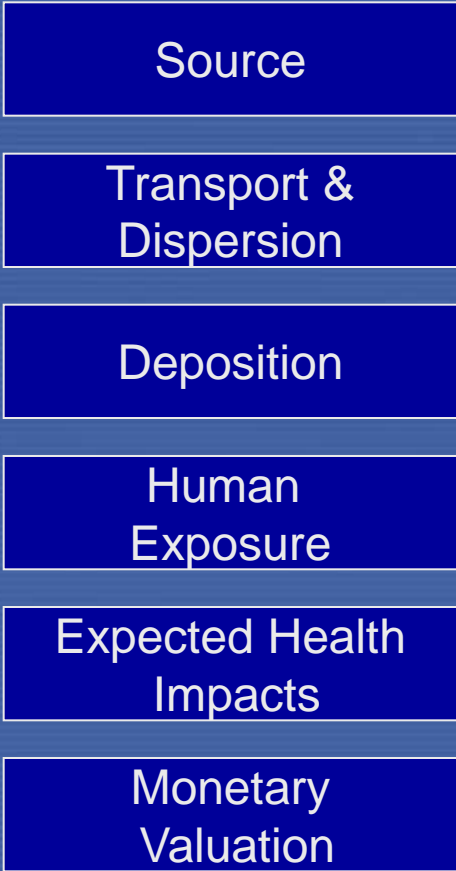 Source
Transport &
Dispersion
Deposition
Human
Exposure
Expected Health
Impacts
Monetary
Valuation